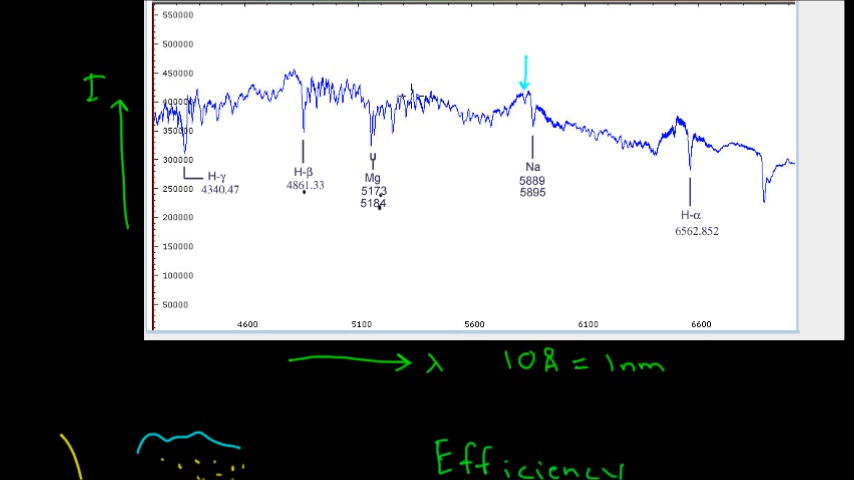 550000
500000
450000
400000
350000
300000
250000
200000
150000
100000
50000
I
H-γ
4340.47
H-β
4861.33
Mg
5173
5184
Na
5889
5895
H-α
6562.852
4600 5100 5600 6100 6600
λ 10Å = 1nm
Efficiency